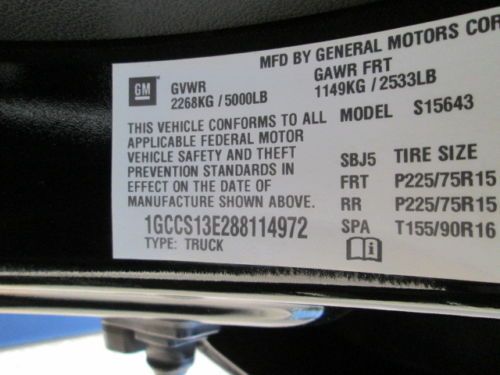 MFD BY GENERAL MOTORS COR
GM
GVWR
2268KG / 5000LB
GAWR FRT
1149KG / 2533LB
THIS VEHICLE CONFORMS TO ALL
APPLICABLE FEDERAL MOTOR
VEHICLE SAFETY AND THEFT
PREVENTION STANDARDS IN
EFFECT ON THE DATE OF
MANUFACTURE SHOWN ABOVE.
1GCCS13E288114972
TYPE: TRUCK
MODEL S15643
SBJ5 TIRE SIZE
FRT P225/75R15
RR P225/75R15
SPA T155/90R16